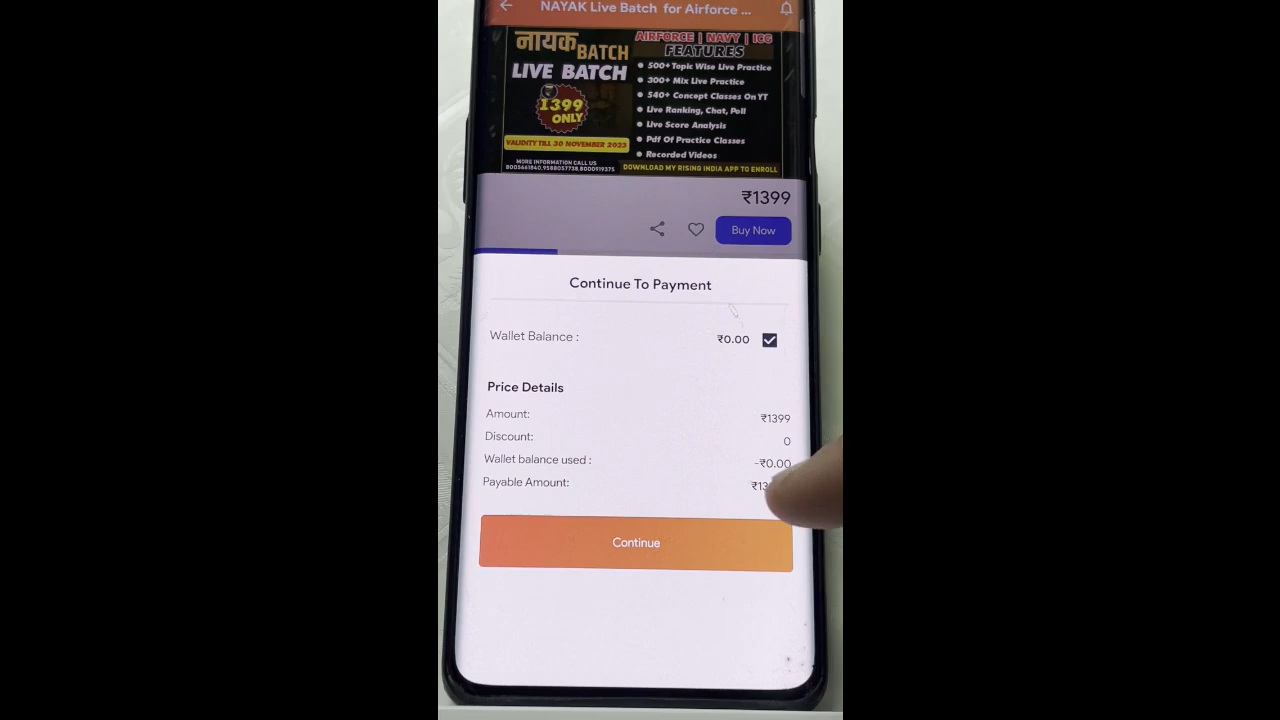 NAYAK Live Batch for Airforce ...
नायक BATCH
LIVE BATCH
1399
ONLY
VALIDITY TILL 30 NOVEMBER 2023
MORE INFORMATION CALL US
8005661840,9588057738,8000919375
AIRFORCE | NAVY | ICG
FEATURES
500+ Topic Wise Live Practice
300+ Mix Live Practice
540+ Concept Classes On YT
Live Ranking, Chat, Poll
Live Score Analysis
Pdf Of Practice Classes
Recorded Videos
DOWNLOAD MY RISING INDIA APP TO ENROLL
₹1399
Buy Now
Continue To Payment
Wallet Balance : ₹0.00
Price Details
Amount: ₹1399
Discount: 0
Wallet balance used : -₹0.00
Payable Amount:
Continue